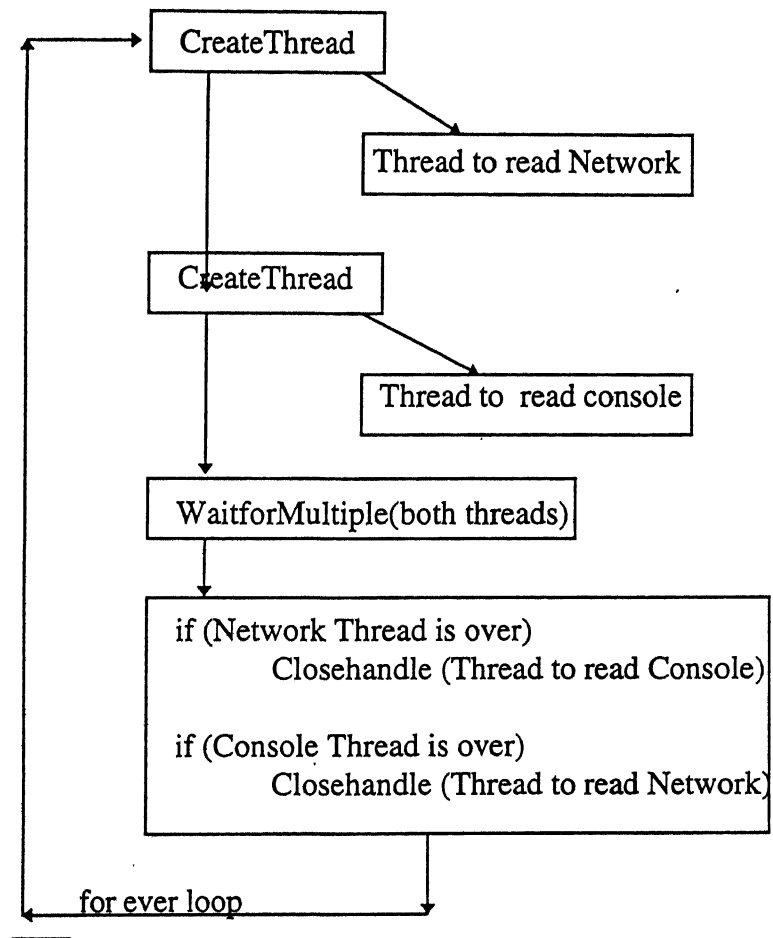 CreateThread
Thread to read Network
CreateThread
Thread to read console
WaitforMultiple(both threads)
if (Network Thread is over)
Closehandle (Thread to read Console)
if (Console Thread is over)
Closehandle (Thread to read Network)
for ever loop